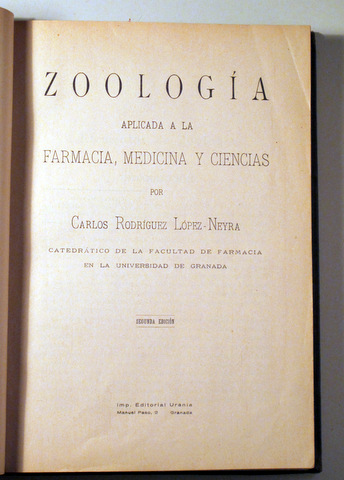 ZOOLOGÍA
APLICADA A LA
FARMACIA, MEDICINA Y CIENCIAS
POR
CARLOS RODRÍGUEZ LÓPEZ-NEYRA
CATEDRÁTICO DE LA FACULTAD DE FARMACIA
EN LA UNIVERSIDAD DE GRANADA
SEGUNDA EDICIÓN
Imp. Editorial Urania
Manuel Paso, 5 Granada